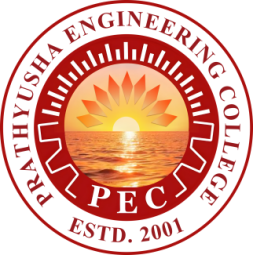 PRATHYUSHA ENGINEERING COLLEGE
PEC
ESTD. 2001